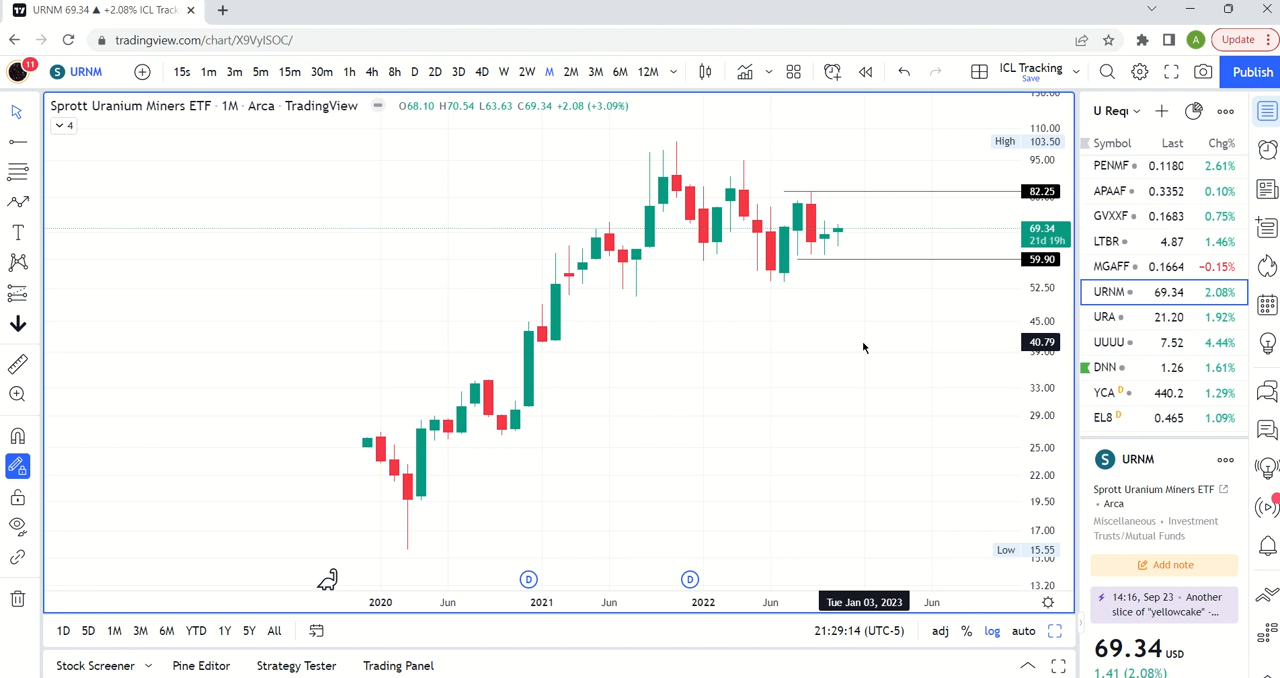 URNM 69.34 ▲ +2.08% ICL Track
tradingview.com/chart/X9VyISOC/
A
Update
11
S URNM
15s 1m 3m 5m 15m 30m 1h 4h 8h D 2D 3D 4D W 2W M 2M 3M 6M 12M
ICL Tracking
Save
Publish
Sprott Uranium Miners ETF · 1M · Arca · TradingView
O68.10 H70.54 L63.63 C69.34 +2.08 (+3.09%)
4
110.00
High 103.50
95.00
82.25
69.34
21d 19h
59.90
52.50
45.00
40.79
39.00
33.00
29.00
25.00
22.00
19.50
17.00
Low 15.55
15.00
13.20
D D
2020 Jun 2021 Jun 2022 Jun Tue Jan 03, 2023 Jun
1D 5D 1M 3M 6M YTD 1Y 5Y All
21:29:14 (UTC-5) adj % log auto
Stock Screener Pine Editor Strategy Tester Trading Panel
U Requ
Symbol Last Chg%
PENMF 0.1180 2.61%
APAAF 0.3352 0.10%
GVXXF 0.1683 0.75%
LTBR 4.87 1.46%
MGAFF 0.1664 −0.15%
URNM 69.34 2.08%
URA 21.20 1.92%
UUUU 7.52 4.44%
DNN 1.26 1.61%
YCA D 440.2 1.29%
EL8 D 0.465 1.09%
S URNM
Sprott Uranium Miners ETF
• Arca
Miscellaneous • Investment
Trusts/Mutual Funds
Add note
14:16, Sep 23 • Another
slice of "yellowcake" -...
69.34 USD
1.41 (2.08%)